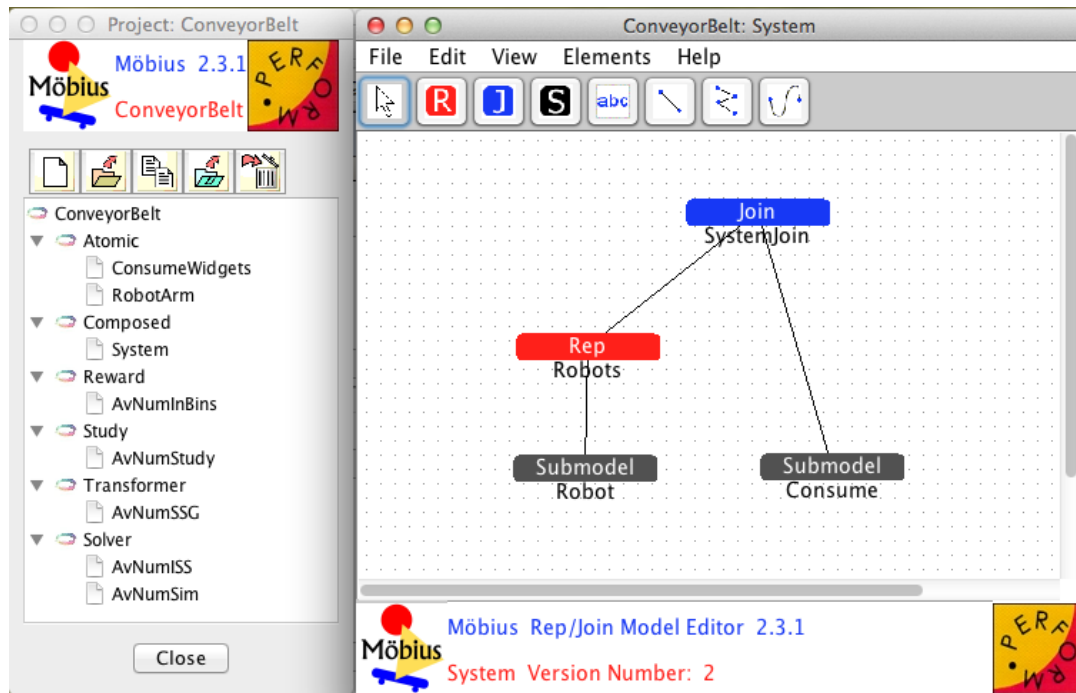 Project: ConveyorBelt
Möbius
Möbius 2.3.1
ConveyorBelt
PERFORM
ConveyorBelt
Atomic
ConsumeWidgets
RobotArm
Composed
System
Reward
AvNumInBins
Study
AvNumStudy
Transformer
AvNumSSG
Solver
AvNumISS
AvNumSim
Close
ConveyorBelt: System
File Edit View Elements Help
R J S abc
Join
SystemJoin
Rep
Robots
Submodel
Robot
Submodel
Consume
Möbius
Möbius Rep/Join Model Editor 2.3.1
System Version Number: 2
PERFORM